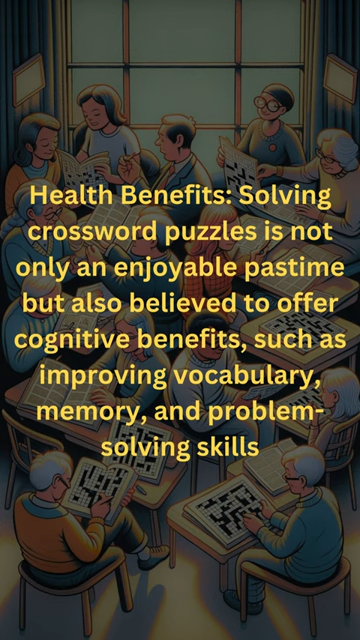 Health Benefits: Solving
crossword puzzles is not
only an enjoyable pastime
but also believed to offer
cognitive benefits, such as
improving vocabulary,
memory, and problem-
solving skills